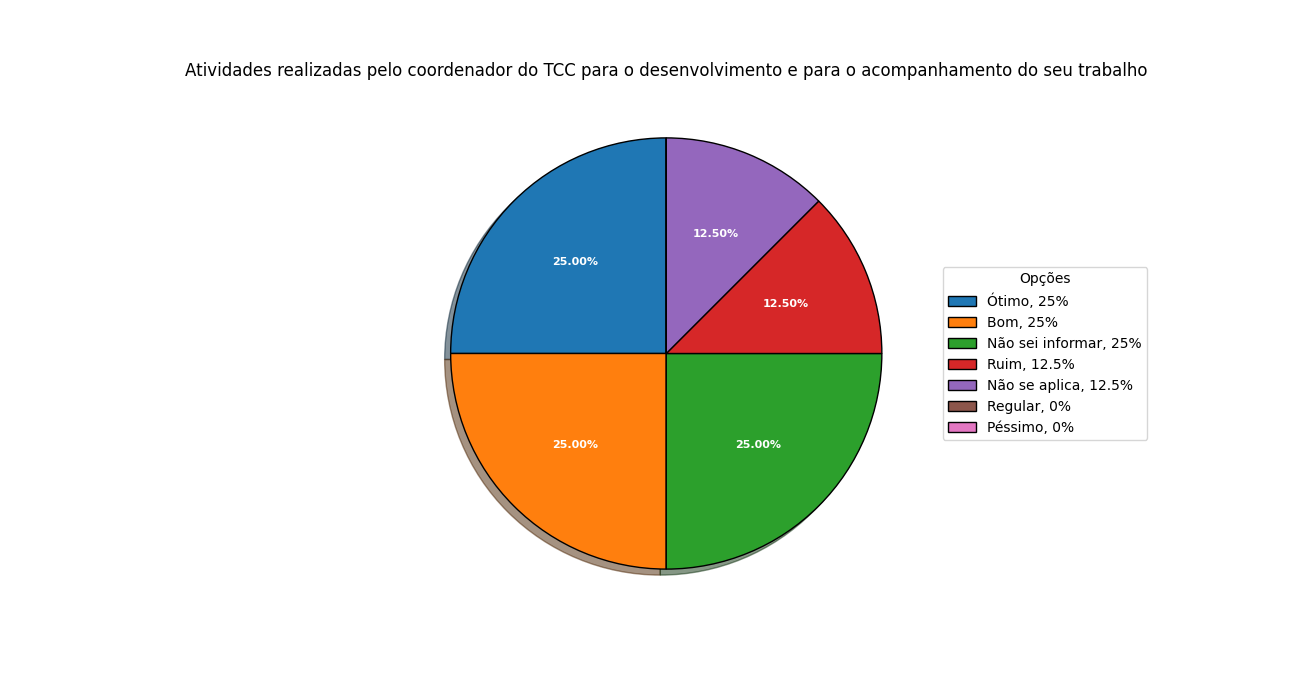 Atividades realizadas pelo coordenador do TCC para o desenvolvimento e para o acompanhamento do seu trabalho
12.50%
25.00%
12.50%
25.00%
25.00%
Opções
Ótimo, 25%
Bom, 25%
Não sei informar, 25%
Ruim, 12.5%
Não se aplica, 12.5%
Regular, 0%
Péssimo, 0%